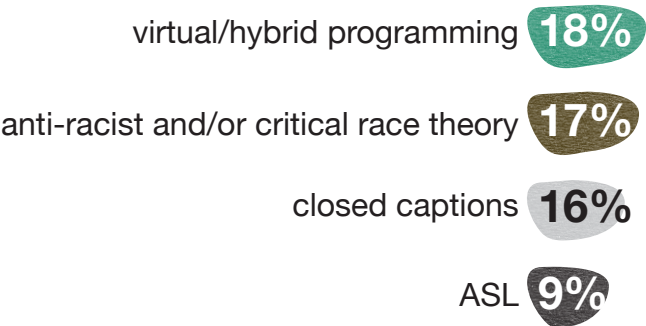 virtual/hybrid programming 18%
anti-racist and/or critical race theory 17%
closed captions 16%
ASL 9%